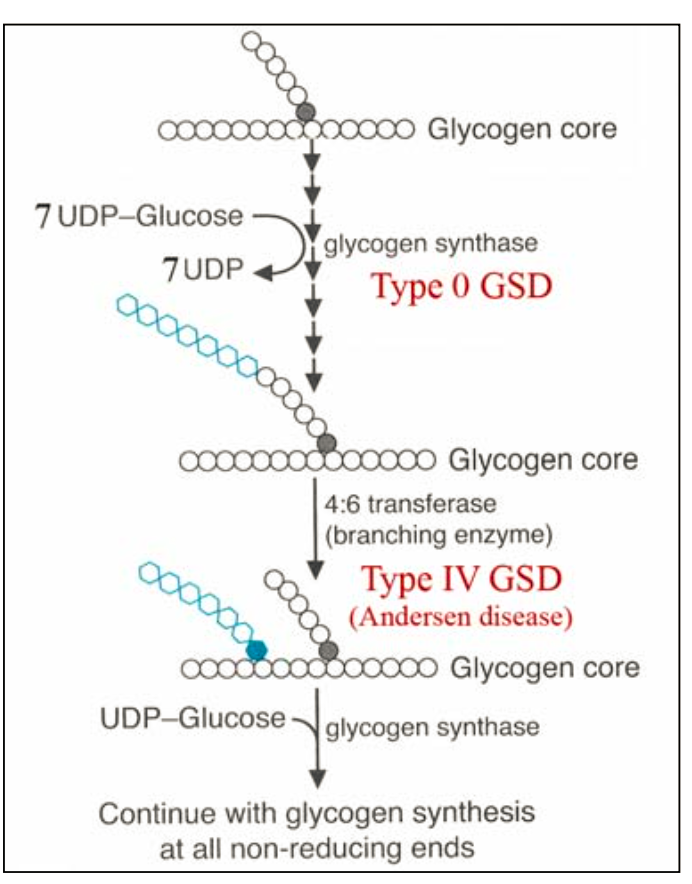 Glycogen core
7 UDP–Glucose
glycogen synthase
7 UDP
Type 0 GSD
Glycogen core
4:6 transferase
(branching enzyme)
Type IV GSD
(Andersen disease)
Glycogen core
UDP–Glucose
glycogen synthase
Continue with glycogen synthesis
at all non-reducing ends